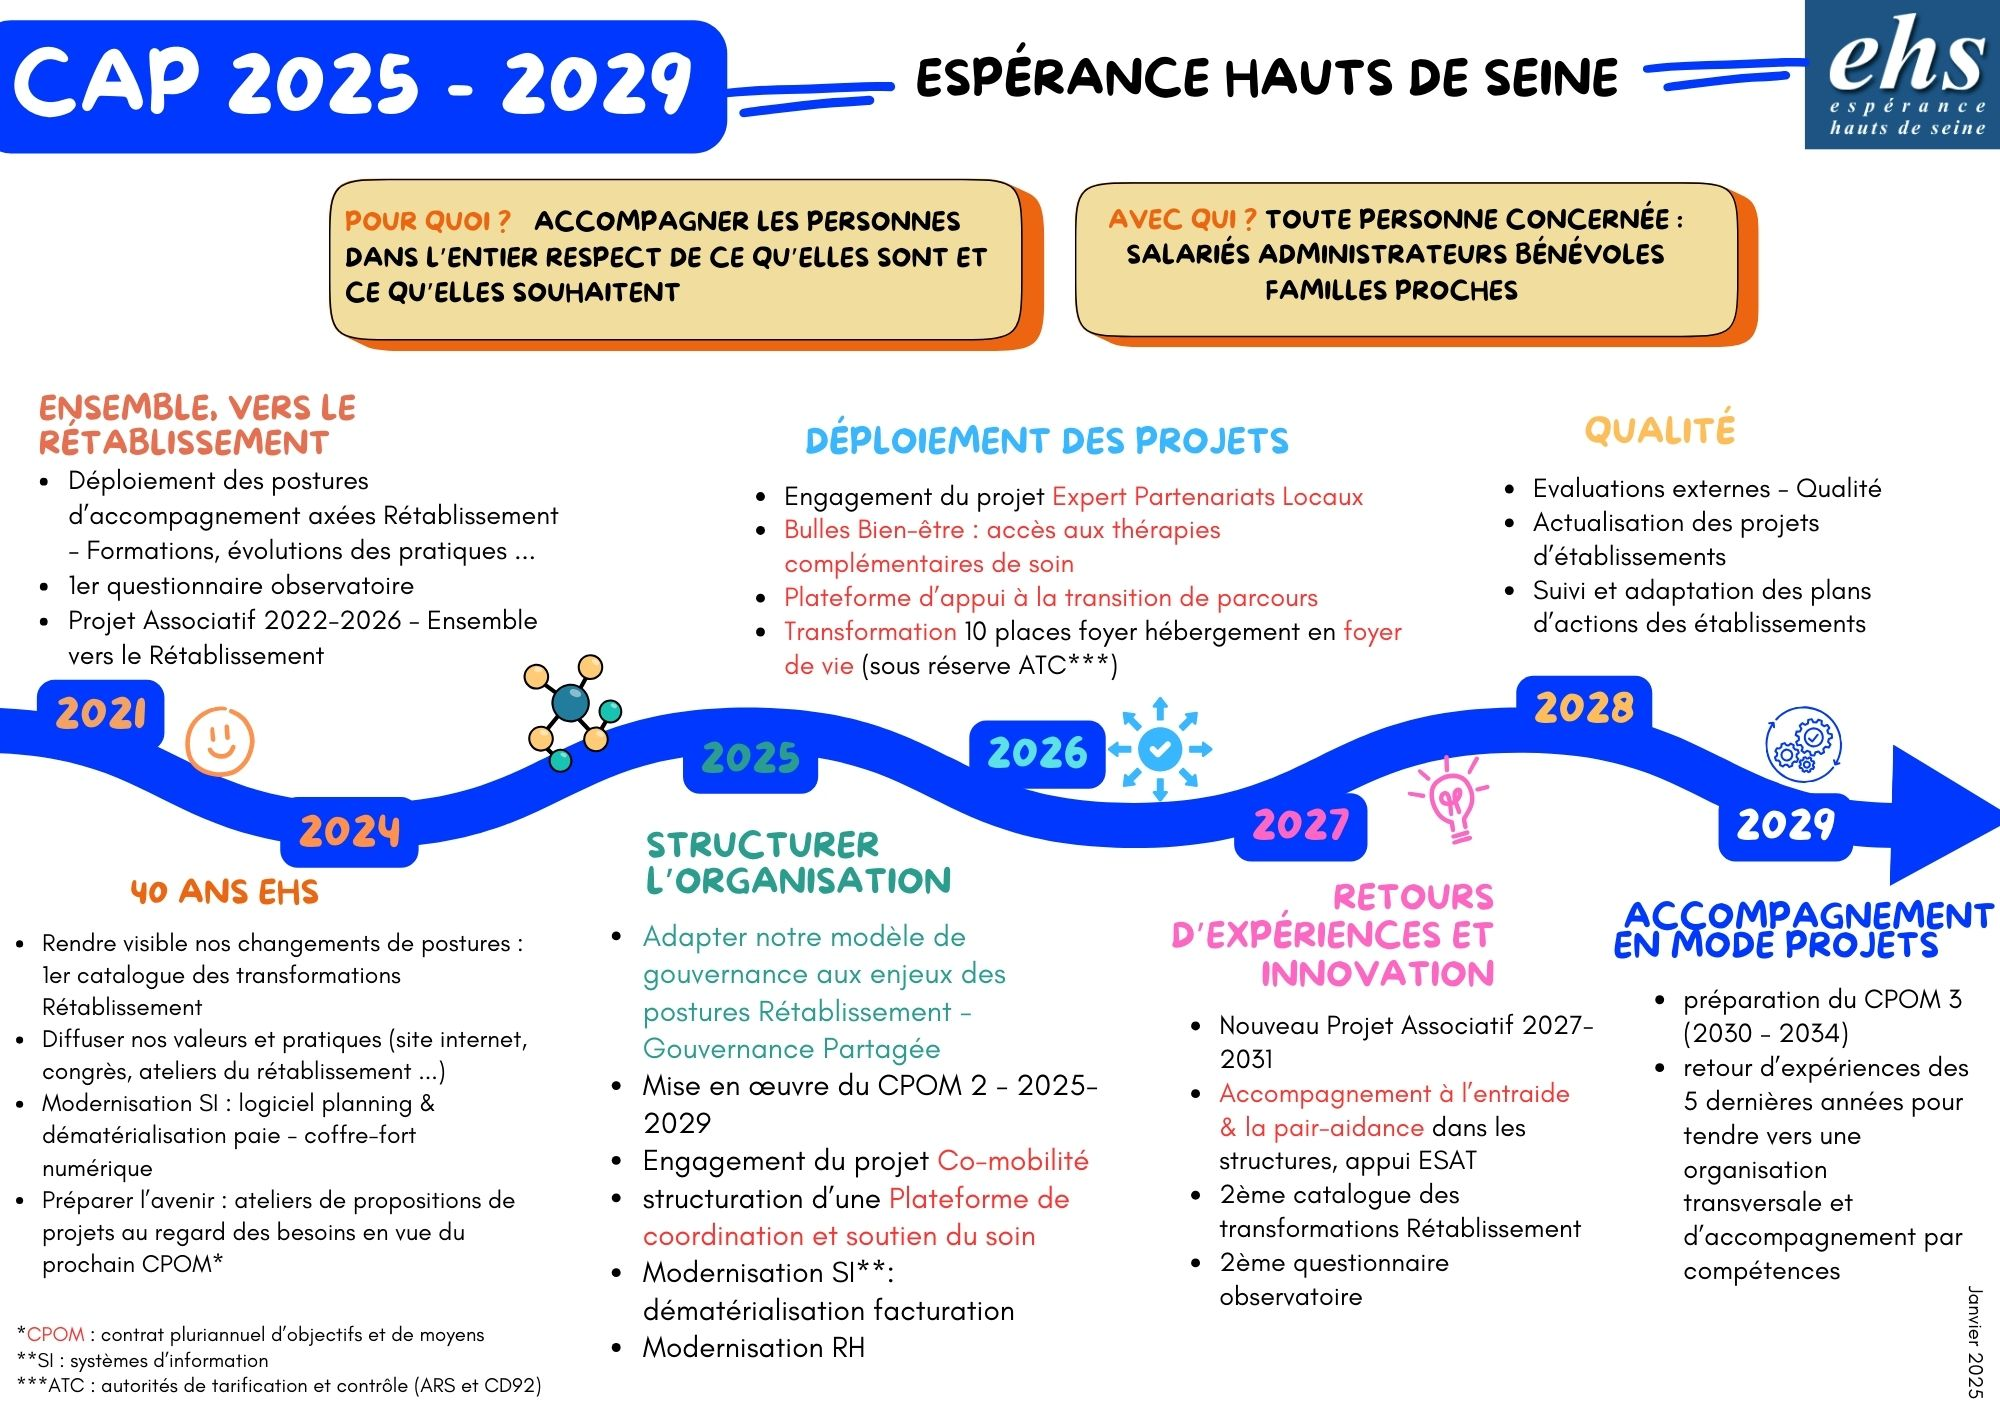 CAP 2025 - 2029
ESPÉRANCE HAUTS DE SEINE
ehs
espérance
hauts de seine
POUR QUOI ? ACCOMPAGNER LES PERSONNES
DANS L'ENTIER RESPECT DE CE QU'ELLES SONT ET
CE QU'ELLES SOUHAITENT
AVEC QUI ? TOUTE PERSONNE CONCERNÉE :
SALARIÉS ADMINISTRATEURS BÉNÉVOLES
FAMILLES PROCHES
ENSEMBLE, VERS LE
RÉTABLISSEMENT
• Déploiement des postures
d'accompagnement axées Rétablissement
- Formations, évolutions des pratiques ...
• 1er questionnaire observatoire
• Projet Associatif 2022-2026 - Ensemble
vers le Rétablissement
DÉPLOIEMENT DES PROJETS
• Engagement du projet Expert Partenariats Locaux
• Bulles Bien-être : accès aux thérapies
complémentaires de soin
• Plateforme d'appui à la transition de parcours
• Transformation 10 places foyer hébergement en foyer
de vie (sous réserve ATC***)
QUALITÉ
• Evaluations externes - Qualité
• Actualisation des projets
d'établissements
• Suivi et adaptation des plans
d'actions des établissements
2021
2024
2025
2026
2027
2028
2029
40 ANS EHS
• Rendre visible nos changements de postures :
1er catalogue des transformations
Rétablissement
• Diffuser nos valeurs et pratiques (site internet,
congrès, ateliers du rétablissement ...)
• Modernisation SI : logiciel planning &
dématérialisation paie - coffre-fort
numérique
• Préparer l'avenir : ateliers de propositions de
projets au regard des besoins en vue du
prochain CPOM*
STRUCTURER
L'ORGANISATION
• Adapter notre modèle de
gouvernance aux enjeux des
postures Rétablissement -
Gouvernance Partagée
• Mise en œuvre du CPOM 2 - 2025-
2029
• Engagement du projet Co-mobilité
• structuration d'une Plateforme de
coordination et soutien du soin
• Modernisation SI**:
dématérialisation facturation
• Modernisation RH
RETOURS
D'EXPÉRIENCES ET
INNOVATION
• Nouveau Projet Associatif 2027-
2031
• Accompagnement à l'entraide
& la pair-aidance dans les
structures, appui ESAT
• 2ème catalogue des
transformations Rétablissement
• 2ème questionnaire
observatoire
ACCOMPAGNEMENT
EN MODE PROJETS
• préparation du CPOM 3
(2030 - 2034)
• retour d'expériences des
5 dernières années pour
tendre vers une
organisation
transversale et
d'accompagnement par
compétences
*CPOM : contrat pluriannuel d'objectifs et de moyens
**SI : systèmes d'information
***ATC : autorités de tarification et contrôle (ARS et CD92)
Janvier 2025